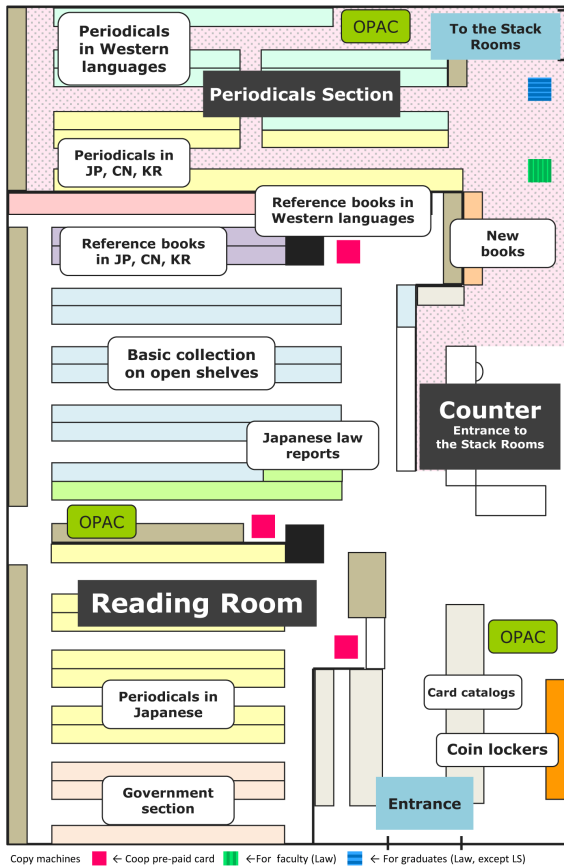 Periodicals
in Western
languages
OPAC
To the Stack
Rooms
Periodicals Section
Periodicals in
JP, CN, KR
Reference books in
Western languages
Reference books
in JP, CN, KR
New
books
Basic collection
on open shelves
Counter
Entrance to
the Stack Rooms
Japanese law
reports
OPAC
Reading Room
OPAC
Card catalogs
Periodicals in
Japanese
Coin lockers
Government
section
Entrance
Copy machines ← Coop pre-paid card ←For faculty (Law) ← For graduates (Law, except LS)